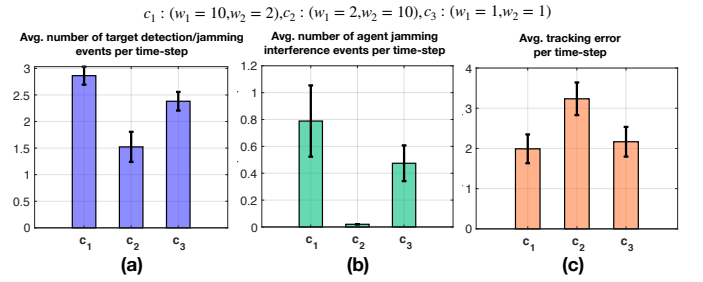 c₁ : (w₁ = 10,w₂ = 2),c₂ : (w₁ = 2,w₂ = 10),c₃ : (w₁ = 1,w₂ = 1)
Avg. number of target detection/jamming
events per time-step
3
2.5
2
1.5
1
0.5
0
c₁ c₂ c₃
(a)
Avg. number of agent jamming
interference events per time-step
1.2
1
0.8
0.6
0.4
0.2
0
c₁ c₂ c₃
(b)
Avg. tracking error
per time-step
4
3
2
1
0
c₁ c₂ c₃
(c)